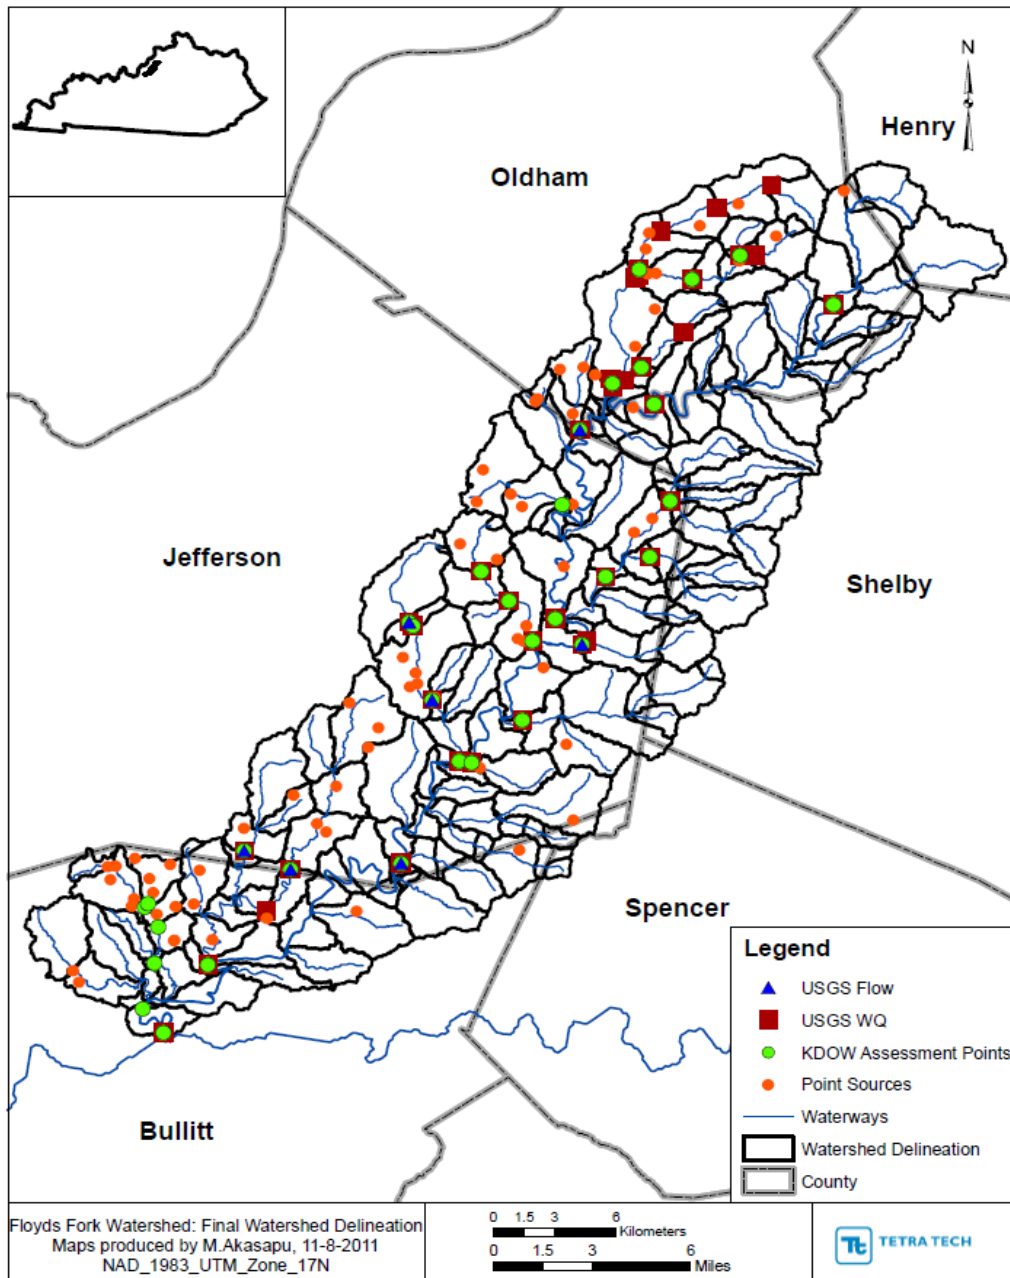 N
Henry
Oldham
Jefferson
Shelby
Spencer
Bullitt
Legend
USGS Flow
USGS WQ
KDOW Assessment Points
Point Sources
Waterways
Watershed Delineation
County
Floyds Fork Watershed: Final Watershed Delineation
Maps produced by M.Akasapu, 11-8-2011
NAD_1983_UTM_Zone_17N
0 1.5 3 6
Kilometers
0 1.5 3 6
Miles
Tt TETRA TECH